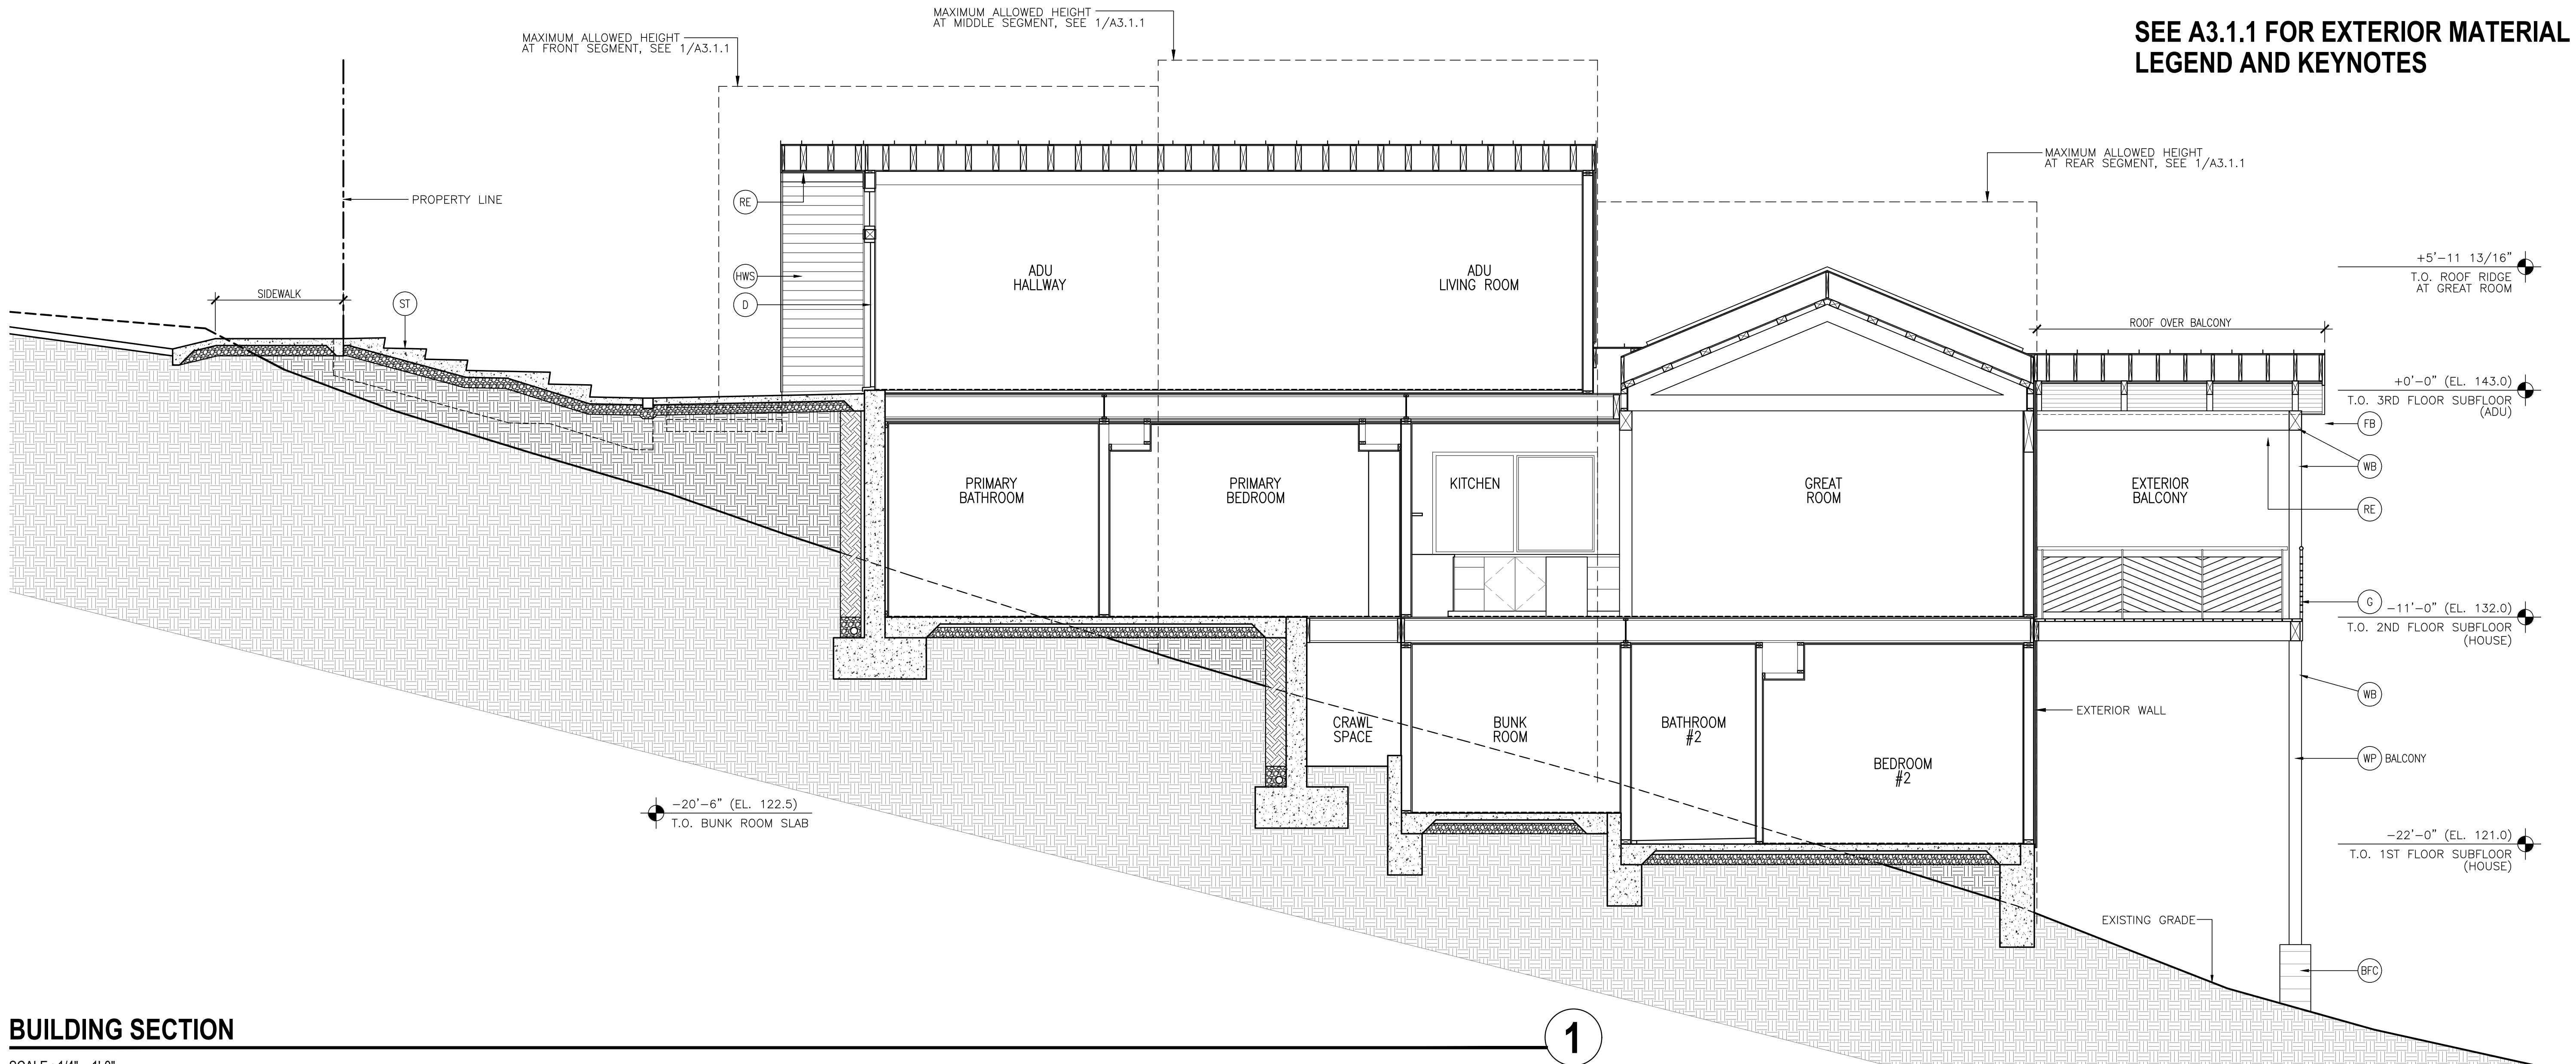 MAXIMUM ALLOWED HEIGHT
AT MIDDLE SEGMENT, SEE 1/A3.1.1
SEE A3.1.1 FOR EXTERIOR MATERIAL
LEGEND AND KEYNOTES
MAXIMUM ALLOWED HEIGHT
AT FRONT SEGMENT, SEE 1/A3.1.1
MAXIMUM ALLOWED HEIGHT
AT REAR SEGMENT, SEE 1/A3.1.1
PROPERTY LINE
RE
HWS
D
SIDEWALK
ST
ADU
HALLWAY
ADU
LIVING ROOM
+5'-11 13/16"
T.O. ROOF RIDGE
AT GREAT ROOM
ROOF OVER BALCONY
+0'-0" (EL. 143.0)
T.O. 3RD FLOOR SUBFLOOR
(ADU)
FB
WB
RE
PRIMARY
BATHROOM
PRIMARY
BEDROOM
KITCHEN
GREAT
ROOM
EXTERIOR
BALCONY
G
-11'-0" (EL. 132.0)
T.O. 2ND FLOOR SUBFLOOR
(HOUSE)
WB
EXTERIOR WALL
CRAWL
SPACE
BUNK
ROOM
BATHROOM
#2
BEDROOM
#2
WP BALCONY
-20'-6" (EL. 122.5)
T.O. BUNK ROOM SLAB
-22'-0" (EL. 121.0)
T.O. 1ST FLOOR SUBFLOOR
(HOUSE)
EXISTING GRADE
BFC
BUILDING SECTION
1